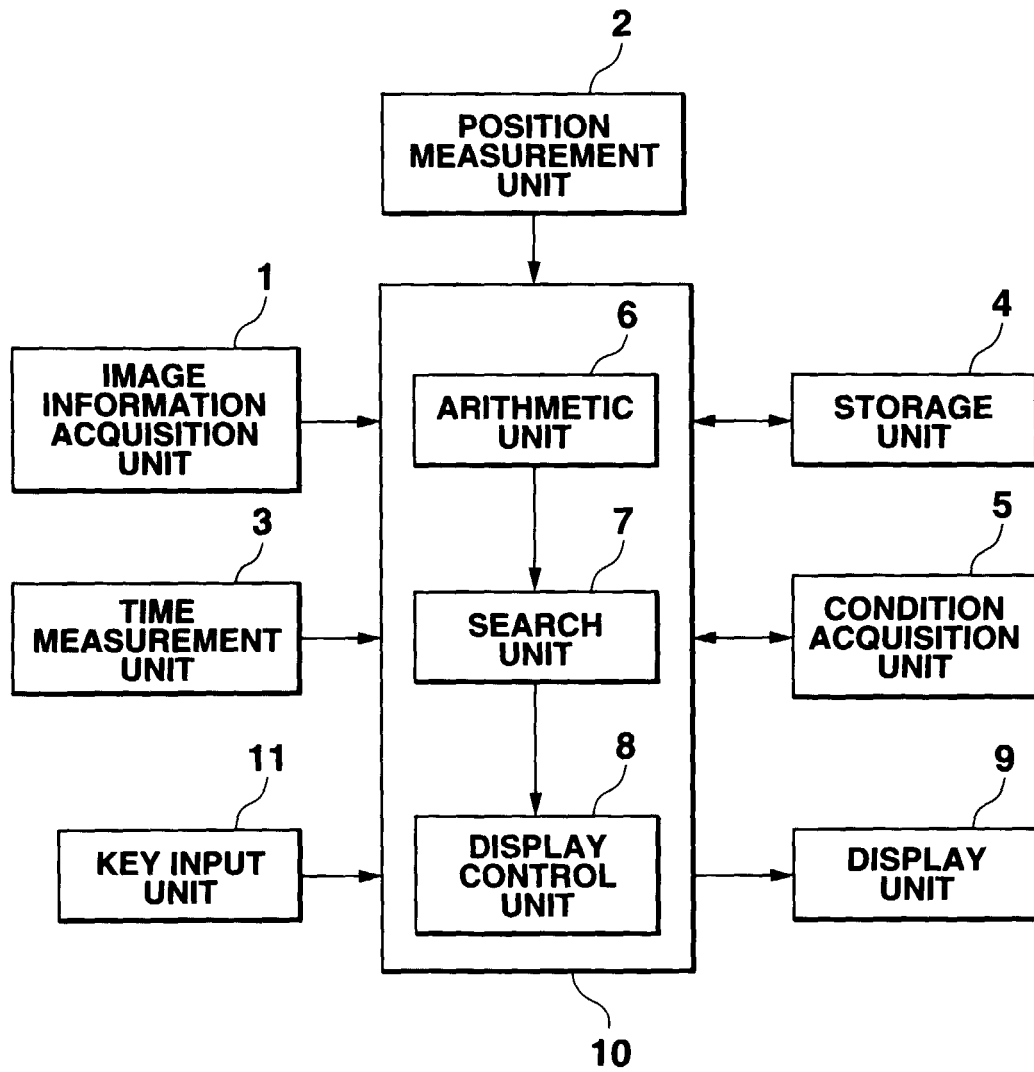 2
POSITION
MEASUREMENT
UNIT
1
IMAGE
INFORMATION
ACQUISITION
UNIT
6
ARITHMETIC
UNIT
4
STORAGE
UNIT
3
TIME
MEASUREMENT
UNIT
7
SEARCH
UNIT
5
CONDITION
ACQUISITION
UNIT
11
KEY INPUT
UNIT
8
DISPLAY
CONTROL
UNIT
9
DISPLAY
UNIT
10